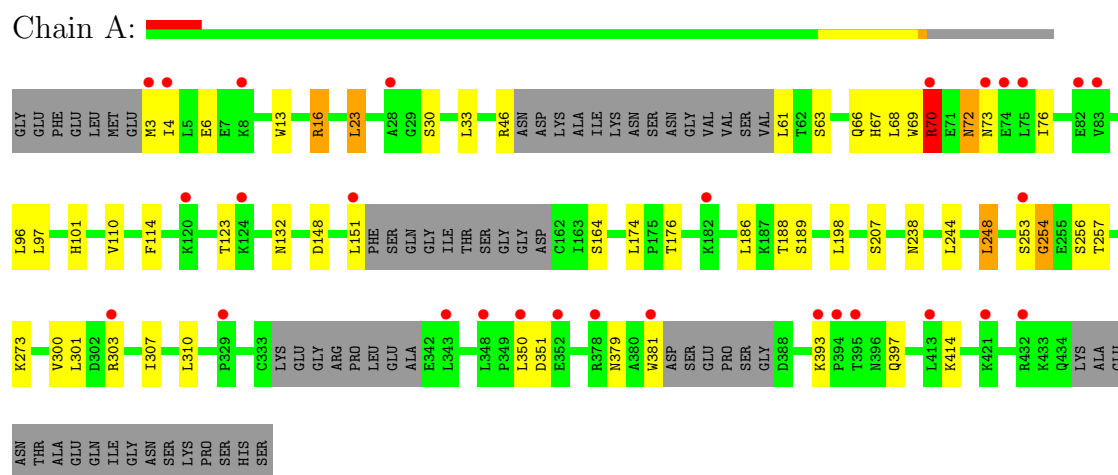 Chain A:
GLY GLU PHE GLU LEU MET GLU M3 I4 L5 E6 E7 K8 W13 R16 L23 A28 G29 S30 L33 R46 ASN ASP LYS ALA ILE LYS ASN SER ASN GLY VAL VAL SER VAL L61 T62 S63 Q66 H67 L68 W69 R70 E71 N72 N73 E74 L75 I76 E82 V83
L96 L97 H101 V110 F114 K120 T123 K124 N132 D148 L151 PHE SER GLN GLY ILE THR SER GLY GLY ASP C162 I163 S164 L174 P175 T176 K182 L186 K187 T188 S189 L198 S207 N238 L244 L248 S253 G254 E255 S256 T257
K273 V300 L301 D302 R303 I307 L310 P329 C333 LYS GLU GLY ARG PRO LEU GLU ALA E342 L343 L348 P349 L350 D351 E352 R378 N379 A380 W381 ASP SER GLU PRO SER GLY D388 K393 P394 T395 N396 Q397 L413 K414 K421 R432 K433 Q434 LYS ALA GLU
ASN THR ALA GLU GLN ILE GLY ASN SER LYS PRO SER HIS SER